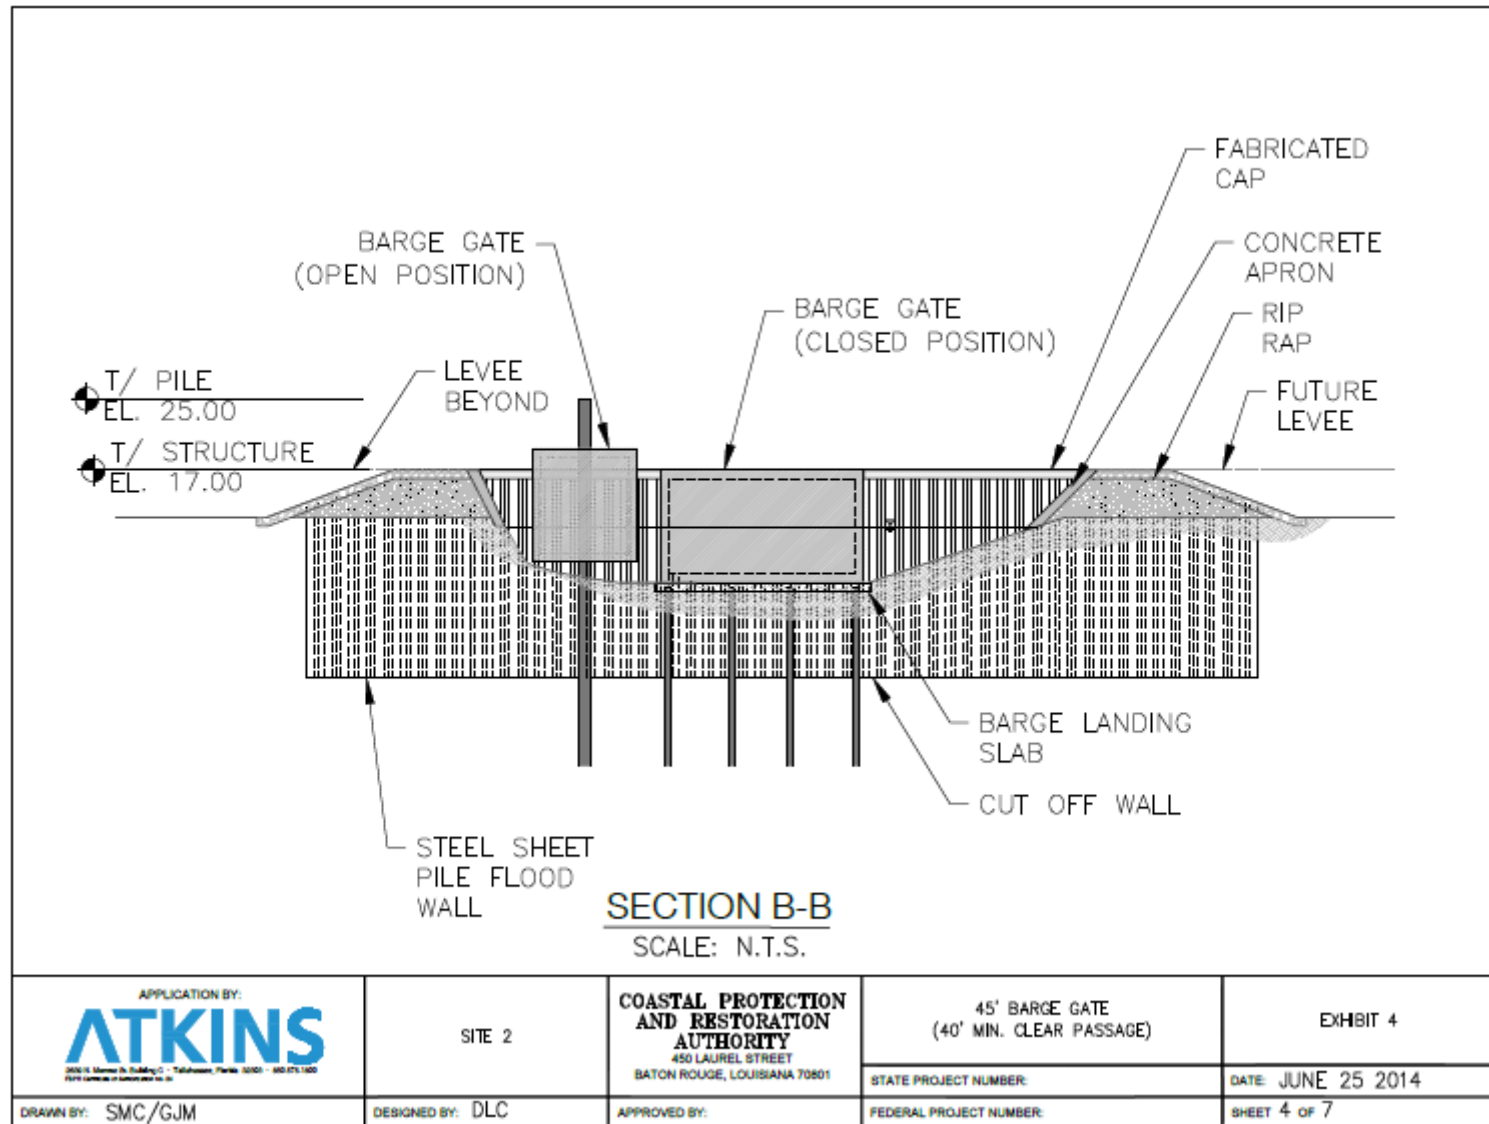 FABRICATED
CAP
BARGE GATE
(OPEN POSITION)
CONCRETE
APRON
BARGE GATE
(CLOSED POSITION)
RIP
RAP
T/ PILE
EL. 25.00
LEVEE
BEYOND
FUTURE
LEVEE
T/ STRUCTURE
EL. 17.00
BARGE LANDING
SLAB
CUT OFF WALL
STEEL SHEET
PILE FLOOD
WALL
SECTION B-B
SCALE: N.T.S.
APPLICATION BY:
ATKINS
SITE 2
COASTAL PROTECTION
AND RESTORATION
AUTHORITY
450 LAUREL STREET
BATON ROUGE, LOUISIANA 70801
45' BARGE GATE
(40' MIN. CLEAR PASSAGE)
EXHIBIT 4
STATE PROJECT NUMBER:
DATE: JUNE 25 2014
DRAWN BY: SMC/GJM
DESIGNED BY: DLC
APPROVED BY:
FEDERAL PROJECT NUMBER:
SHEET 4 OF 7